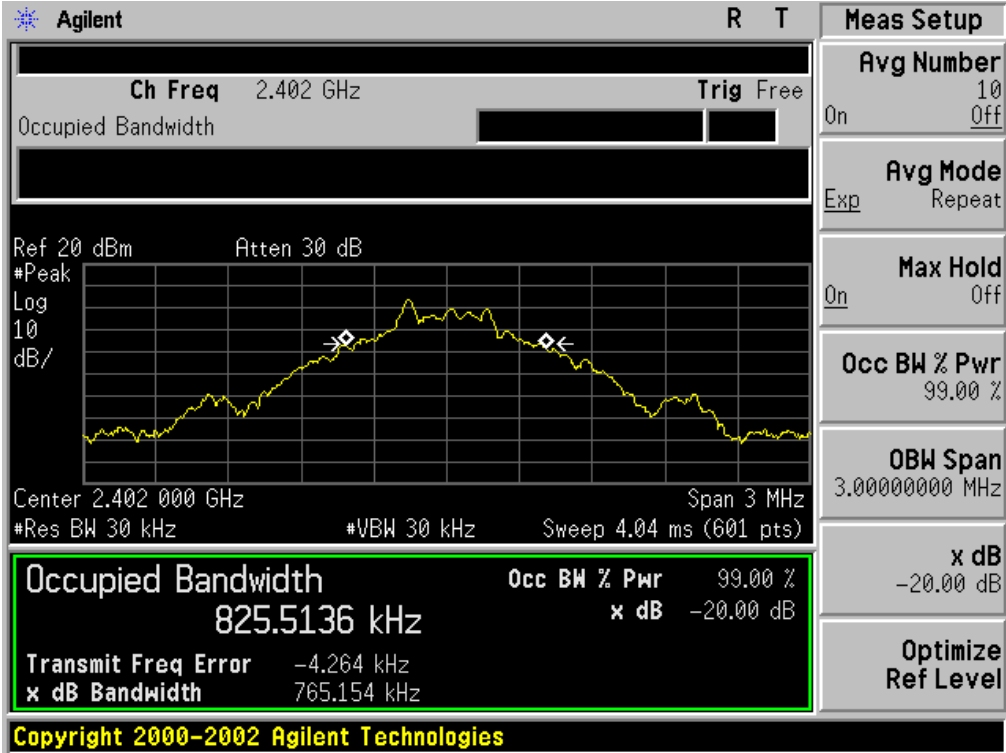 Agilent R T
Ch Freq 2.402 GHz Trig Free
Occupied Bandwidth
Ref 20 dBm Atten 30 dB
#Peak
Log
10
dB/
Center 2.402 000 GHz Span 3 MHz
#Res BW 30 kHz #VBW 30 kHz Sweep 4.04 ms (601 pts)
Occupied Bandwidth Occ BW % Pwr 99.00 %
825.5136 kHz x dB -20.00 dB
Transmit Freq Error -4.264 kHz
x dB Bandwidth 765.154 kHz
Copyright 2000-2002 Agilent Technologies
Meas Setup
Avg Number
10
On Off
Avg Mode
Exp Repeat
Max Hold
On Off
Occ BW % Pwr
99.00 %
OBW Span
3.00000000 MHz
x dB
-20.00 dB
Optimize
Ref Level